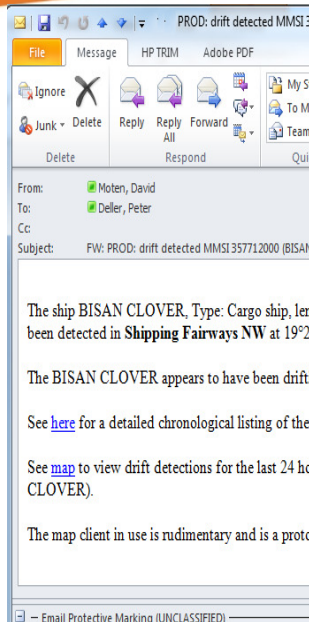 PROD: drift detected MMSI 3
File Message HP TRIM Adobe PDF
Ignore
Junk Delete Reply Reply All Forward
My S
To M
Team
Delete Respond Qui
From: Moten, David
To: Deller, Peter
Cc:
Subject: FW: PROD: drift detected MMSI 357712000 (BISAN
The ship BISAN CLOVER, Type: Cargo ship, len
been detected in Shipping Fairways NW at 19°2
The BISAN CLOVER appears to have been drift
See here for a detailed chronological listing of the
See map to view drift detections for the last 24 ho
CLOVER).
The map client in use is rudimentary and is a proto
Email Protective Marking (UNCLASSIFIED)